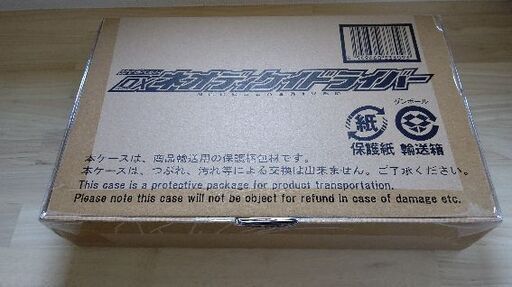 DXネオディケイドライバー
ダンボール
紙
保護紙 輸送箱
本ケースは、商品輸送用の保護梱包材です。
本ケースは、つぶれ、汚れ等による交換は出来ません。ご了承ください。
This case is a protective package for product transportation.
Please note this case will not be object for refund in case of damage etc.